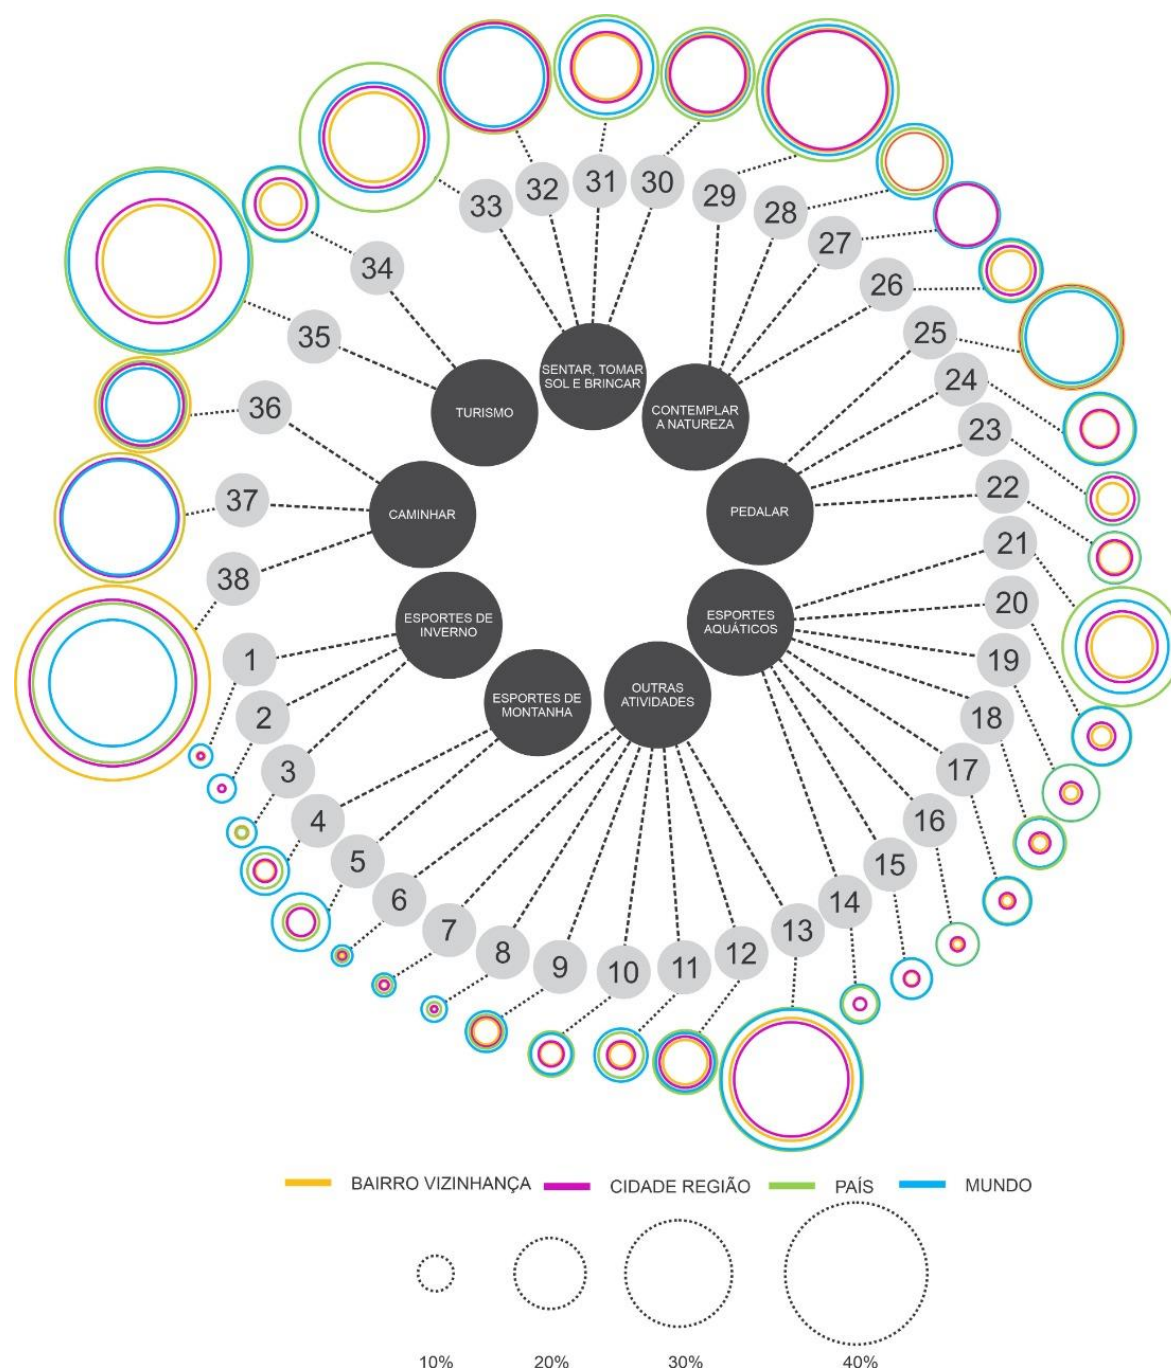 32
31
30
29
33
28
27
34
26
25
35
24
36
23
22
37
21
38
20
1
19
2
18
3
17
4
16
5
15
6
14
7
13
8
12
9
10
11
SENTAR, TOMAR
SOL E BRINCAR
TURISMO
CONTEMPLAR
A NATUREZA
CAMINHAR
PEDALAR
ESPORTES DE
INVERNO
ESPORTES
AQUÁTICOS
ESPORTES DE
MONTANHA
OUTRAS
ATIVIDADES
BAIRRO VIZINHANÇA
CIDADE REGIÃO
PAÍS
MUNDO
10%
20%
30%
40%